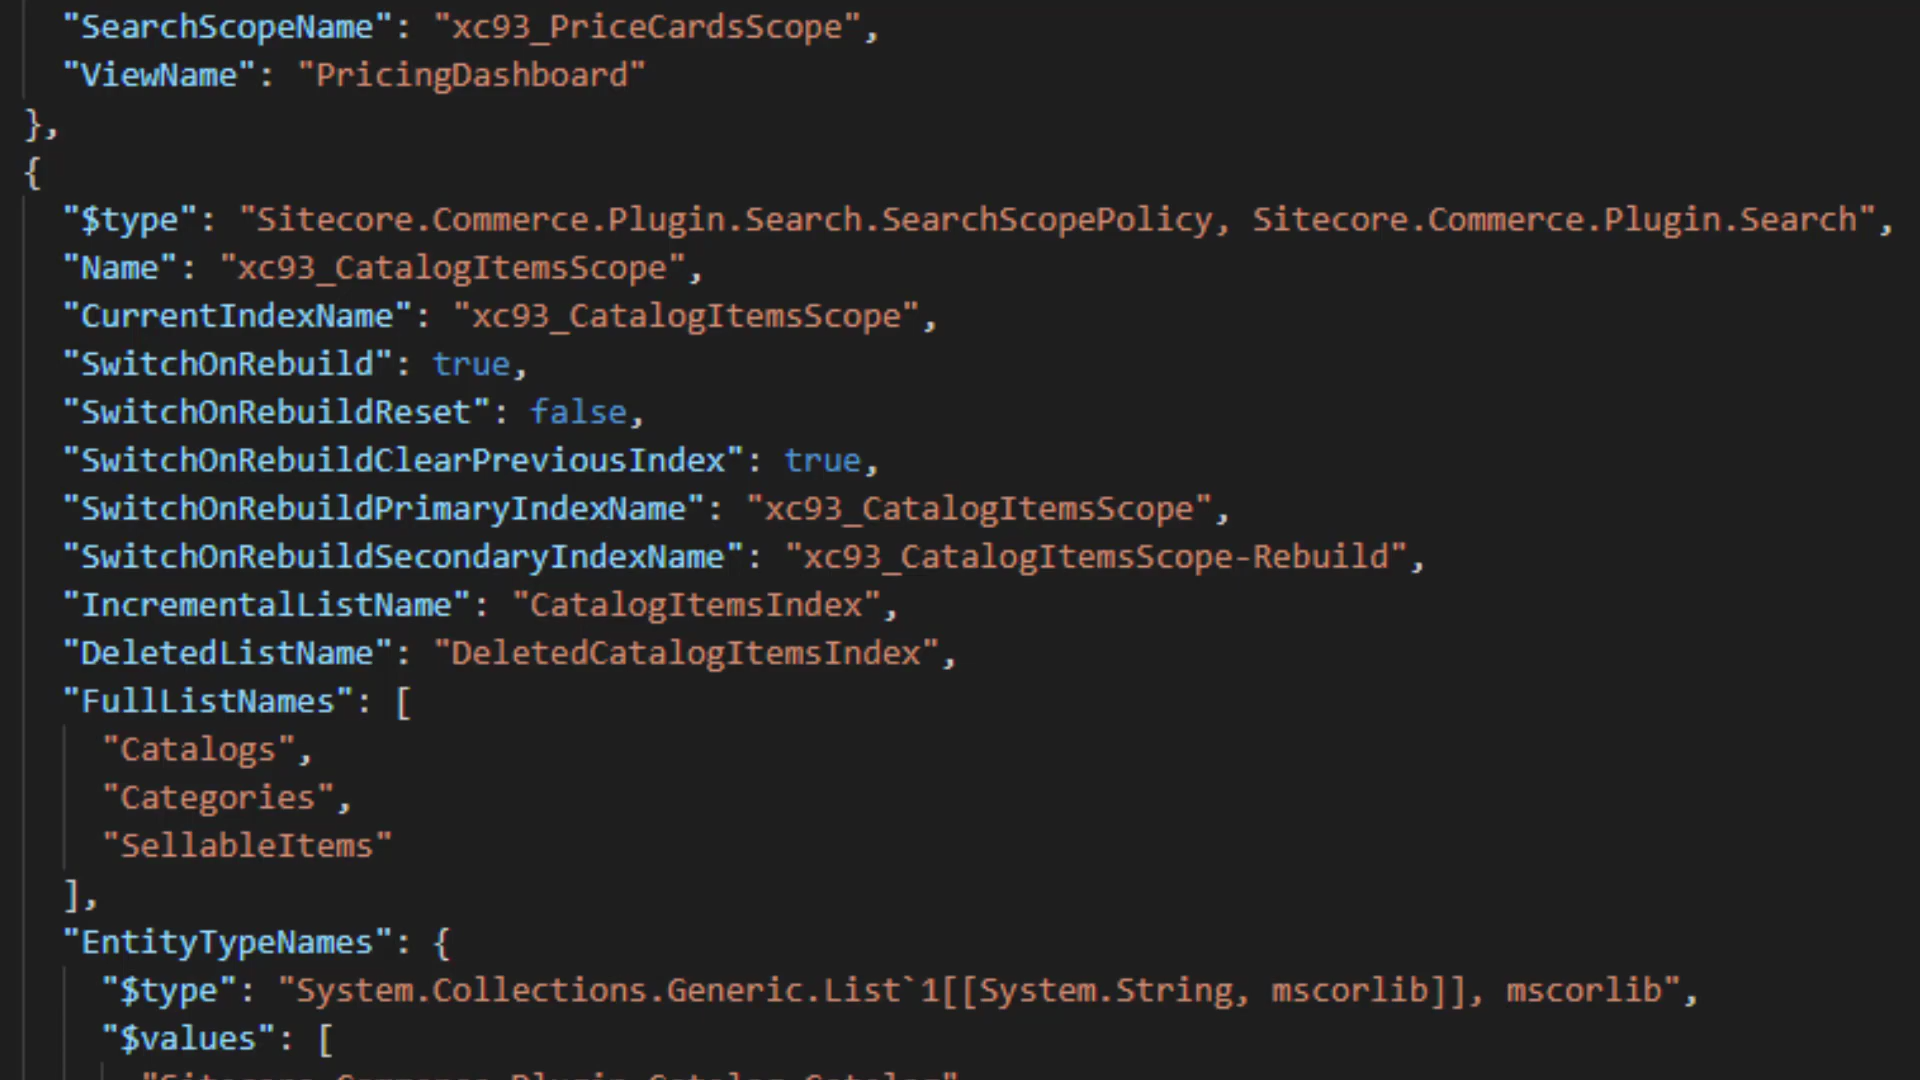 "SearchScopeName": "xc93_PriceCardsScope",
"ViewName": "PricingDashboard"
},
{
"$type": "Sitecore.Commerce.Plugin.Search.SearchScopePolicy, Sitecore.Commerce.Plugin.Search",
"Name": "xc93_CatalogItemsScope",
"CurrentIndexName": "xc93_CatalogItemsScope",
"SwitchOnRebuild": true,
"SwitchOnRebuildReset": false,
"SwitchOnRebuildClearPreviousIndex": true,
"SwitchOnRebuildPrimaryIndexName": "xc93_CatalogItemsScope",
"SwitchOnRebuildSecondaryIndexName": "xc93_CatalogItemsScope-Rebuild",
"IncrementalListName": "CatalogItemsIndex",
"DeletedListName": "DeletedCatalogItemsIndex",
"FullListNames": [
"Catalogs",
"Categories",
"SellableItems"
],
"EntityTypeNames": {
"$type": "System.Collections.Generic.List`1[[System.String, mscorlib]], mscorlib",
"$values": [